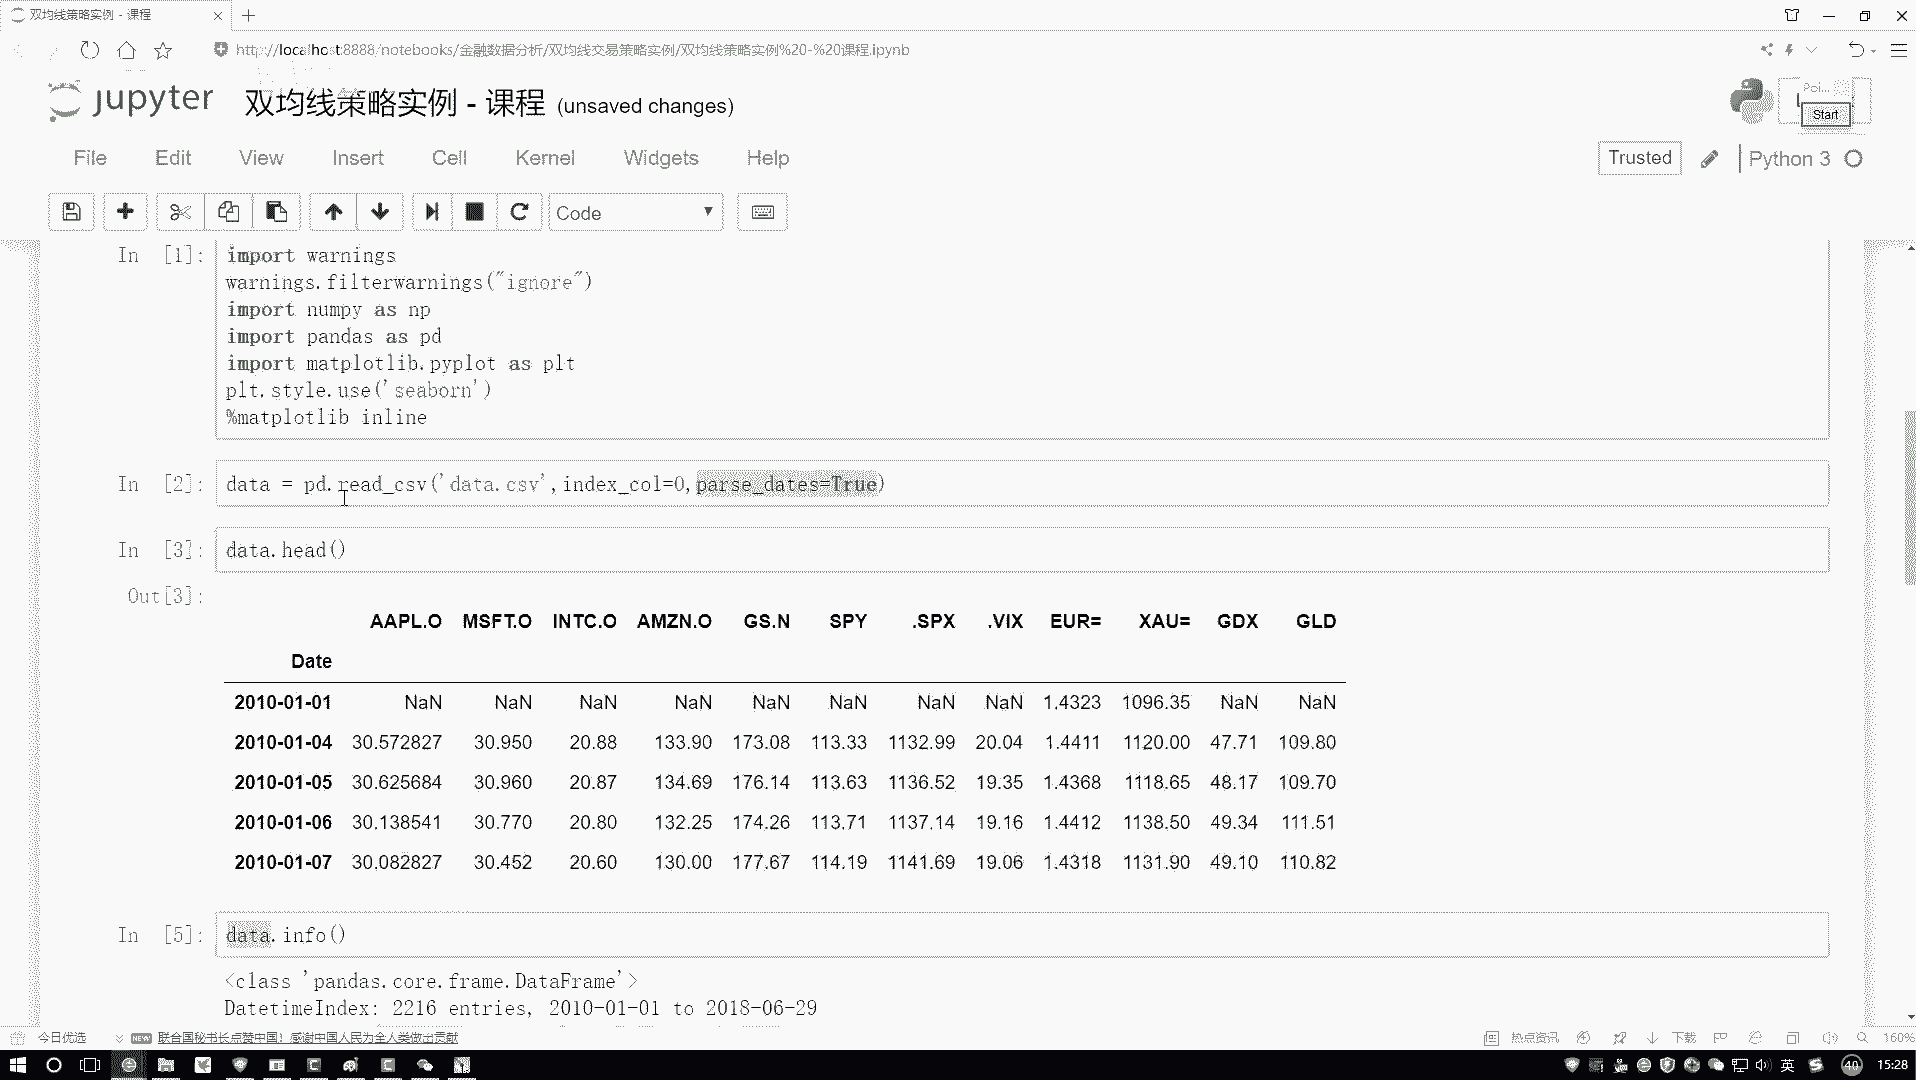 双均线策略实例 - 课程
http://localhost:8888/notebooks/金融数据分析/双均线交易策略实例/双均线策略实例%20-%20课程.ipynb
jupyter 双均线策略实例 - 课程 (unsaved changes)
Poi...
Start
File Edit View Insert Cell Kernel Widgets Help
Trusted Python 3
Code
In [1]: import warnings
warnings.filterwarnings("ignore")
import numpy as np
import pandas as pd
import matplotlib.pyplot as plt
plt.style.use('seaborn')
%matplotlib inline
In [2]: data = pd.read_csv('data.csv',index_col=0,parse_dates=True)
In [3]: data.head()
Out[3]:
AAPL.O MSFT.O INTC.O AMZN.O GS.N SPY .SPX .VIX EUR= XAU= GDX GLD
Date
2010-01-01 NaN NaN NaN NaN NaN NaN NaN NaN 1.4323 1096.35 NaN NaN
2010-01-04 30.572827 30.950 20.88 133.90 173.08 113.33 1132.99 20.04 1.4411 1120.00 47.71 109.80
2010-01-05 30.625684 30.960 20.87 134.69 176.14 113.63 1136.52 19.35 1.4368 1118.65 48.17 109.70
2010-01-06 30.138541 30.770 20.80 132.25 174.26 113.71 1137.14 19.16 1.4412 1138.50 49.34 111.51
2010-01-07 30.082827 30.452 20.60 130.00 177.67 114.19 1141.69 19.06 1.4318 1131.90 49.10 110.82
In [5]: data.info()
<class 'pandas.core.frame.DataFrame'>
DatetimeIndex: 2216 entries, 2010-01-01 to 2018-06-29
今日优选 NEW 联合国秘书长点赞中国！感谢中国人民为全人类做出贡献 热点资讯 下载 160%
英 40 15:28